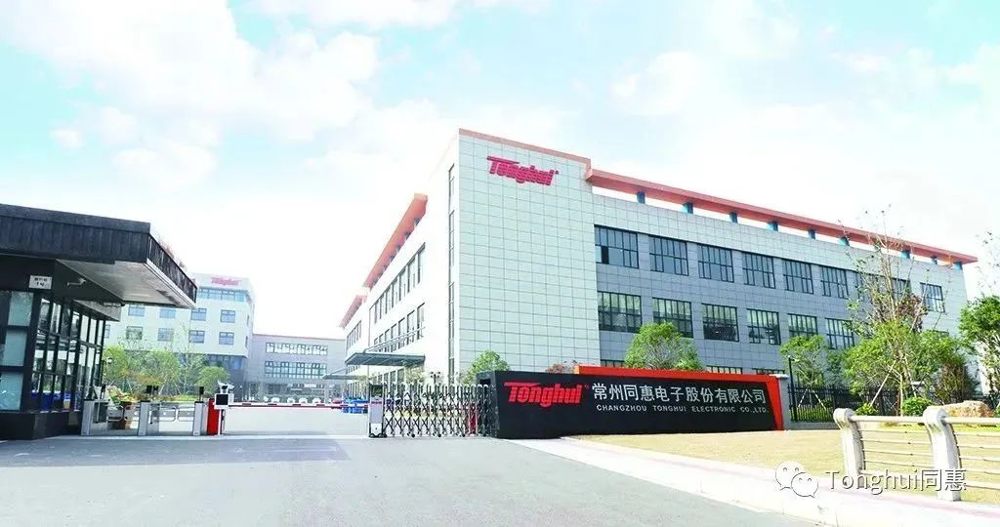 Tonghui
Tonghui
Tonghui 常州同惠电子股份有限公司
CHANGZHOU TONGHUI ELECTRONIC CO.,LTD.
Tonghui同惠